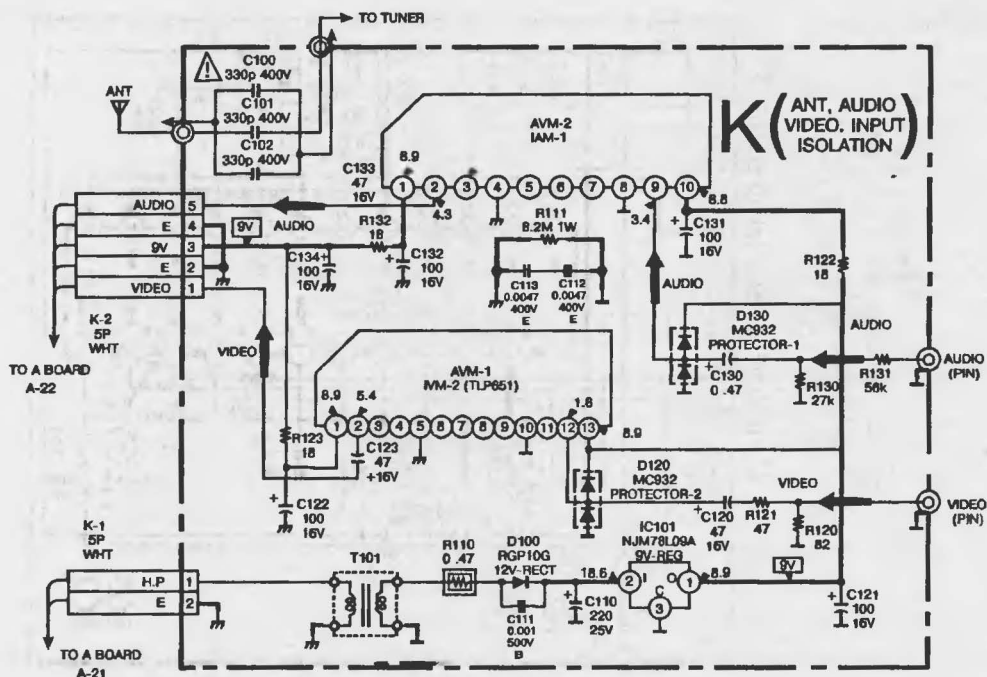 TO TUNER
C100
330p 400V
C101
330p 400V
C102
330p 400V
ANT
K
ANT, AUDIO
VIDEO. INPUT
ISOLATION
AVM-2
IAM-1
8.9
1 2 3 4 5 6 7 8 9 10
4.3
3.4
8.8
C133
47
16V
AUDIO 5
E 4
9V 3
E 2
VIDEO 1
AUDIO
9V
R132
18
C134
100
16V
C132
100
16V
R111
8.2M 1W
C113
0.0047
400V
E
C112
0.0047
400V
E
C131
100
16V
R122
18
AUDIO
K-2
5P
WHT
TO A BOARD
A-22
VIDEO
D130
MC932
PROTECTOR-1
AUDIO
C130
0.47
R130
27k
R131
56k
AUDIO
(PIN)
AVM-1
IVM-2 (TLP651)
8.9
5.4
1.6
1 2 3 4 5 6 7 8 9 10 11 12 13
8.9
R123
18
C123
47
16V
C122
100
16V
D120
MC932
PROTECTOR-2
VIDEO
C120
47
16V
R121
47
R120
82
VIDEO
(PIN)
K-1
5P
WHT
H.P 1
E 2
TO A BOARD
A-21
T101
R110
0.47
D100
RGP10G
12V-RECT
C111
0.001
500V
B
18.6
C110
220
25V
IC101
NJM78L09A
9V-REG
2 I O 1
C
3
8.9
9V
C121
100
16V